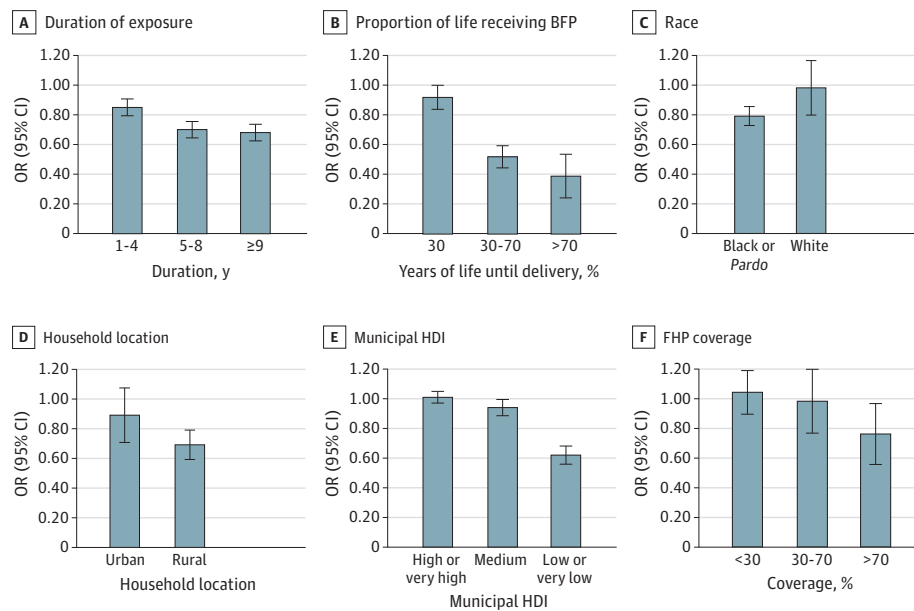 A Duration of exposure
1.20
1.00
0.80
0.60
0.40
0.20
0
OR (95% CI)
1-4 5-8 ≥9
Duration, y
B Proportion of life receiving BFP
1.20
1.00
0.80
0.60
0.40
0.20
0
OR (95% CI)
30 30-70 >70
Years of life until delivery, %
C Race
1.20
1.00
0.80
0.60
0.40
0.20
0
OR (95% CI)
Black or White
Pardo
D Household location
1.20
1.00
0.80
0.60
0.40
0.20
0
OR (95% CI)
Urban Rural
Household location
E Municipal HDI
1.20
1.00
0.80
0.60
0.40
0.20
0
OR (95% CI)
High or Medium Low or
very high very low
Municipal HDI
F FHP coverage
1.20
1.00
0.80
0.60
0.40
0.20
0
OR (95% CI)
<30 30-70 >70
Coverage, %